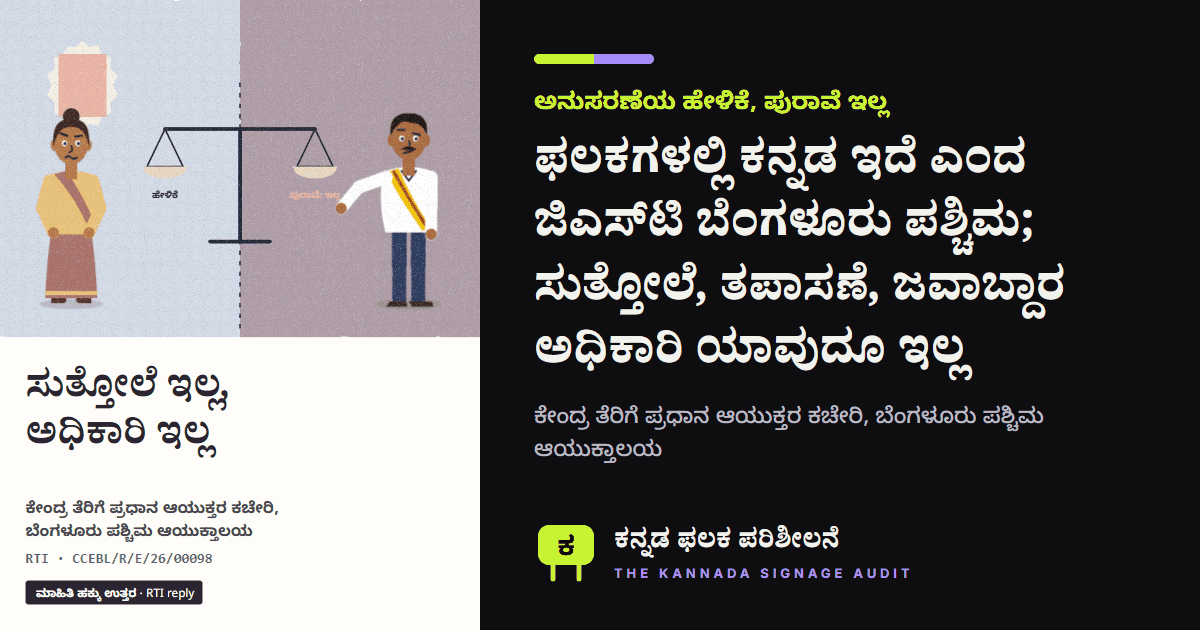 ಹೇಳಿಕೆ
ಪುರಾವೆ: ಇಲ್ಲ
ಸುತ್ತೋಲೆ ಇಲ್ಲ,
ಅಧಿಕಾರಿ ಇಲ್ಲ
ಕೇಂದ್ರ ತೆರಿಗೆ ಪ್ರಧಾನ ಆಯುಕ್ತರ ಕಚೇರಿ,
ಬೆಂಗಳೂರು ಪಶ್ಚಿಮ ಆಯುಕ್ತಾಲಯ
RTI · CCEBL/R/E/26/00098
ಮಾಹಿತಿ ಹಕ್ಕು ಉತ್ತರ · RTI reply
ಅನುಸರಣೆಯ ಹೇಳಿಕೆ, ಪುರಾವೆ ಇಲ್ಲ
ಫಲಕಗಳಲ್ಲಿ ಕನ್ನಡ ಇದೆ ಎಂದ
ಜಿಎಸ್‌ಟಿ ಬೆಂಗಳೂರು ಪಶ್ಚಿಮ;
ಸುತ್ತೋಲೆ, ತಪಾಸಣೆ, ಜವಾಬ್ದಾರ
ಅಧಿಕಾರಿ ಯಾವುದೂ ಇಲ್ಲ
ಕೇಂದ್ರ ತೆರಿಗೆ ಪ್ರಧಾನ ಆಯುಕ್ತರ ಕಚೇರಿ, ಬೆಂಗಳೂರು ಪಶ್ಚಿಮ
ಆಯುಕ್ತಾಲಯ
ಕ
ಕನ್ನಡ ಫಲಕ ಪರಿಶೀಲನೆ
THE KANNADA SIGNAGE AUDIT